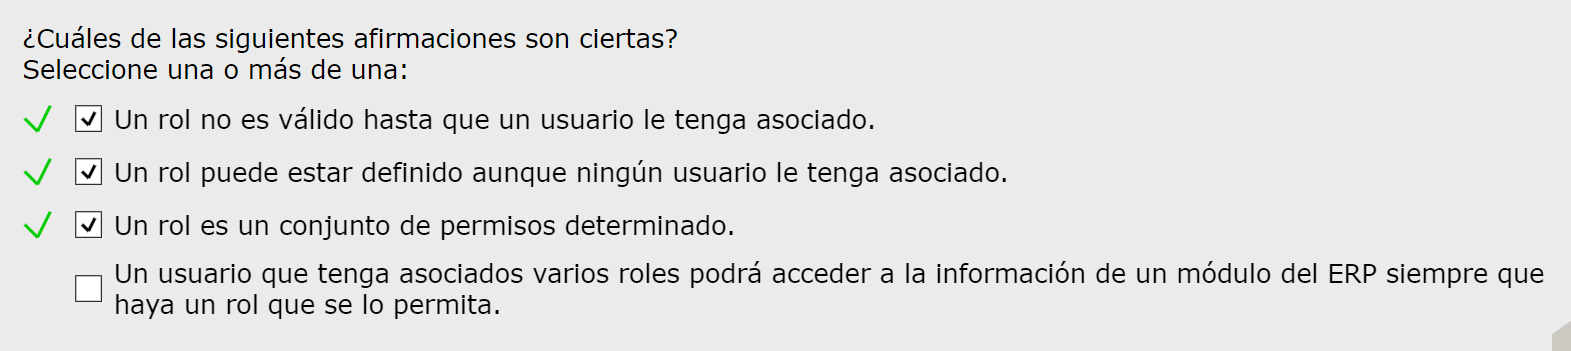 ¿Cuáles de las siguientes afirmaciones son ciertas?
Seleccione una o más de una:
Un rol no es válido hasta que un usuario le tenga asociado.
Un rol puede estar definido aunque ningún usuario le tenga asociado.
Un rol es un conjunto de permisos determinado.
Un usuario que tenga asociados varios roles podrá acceder a la información de un módulo del ERP siempre que
haya un rol que se lo permita.